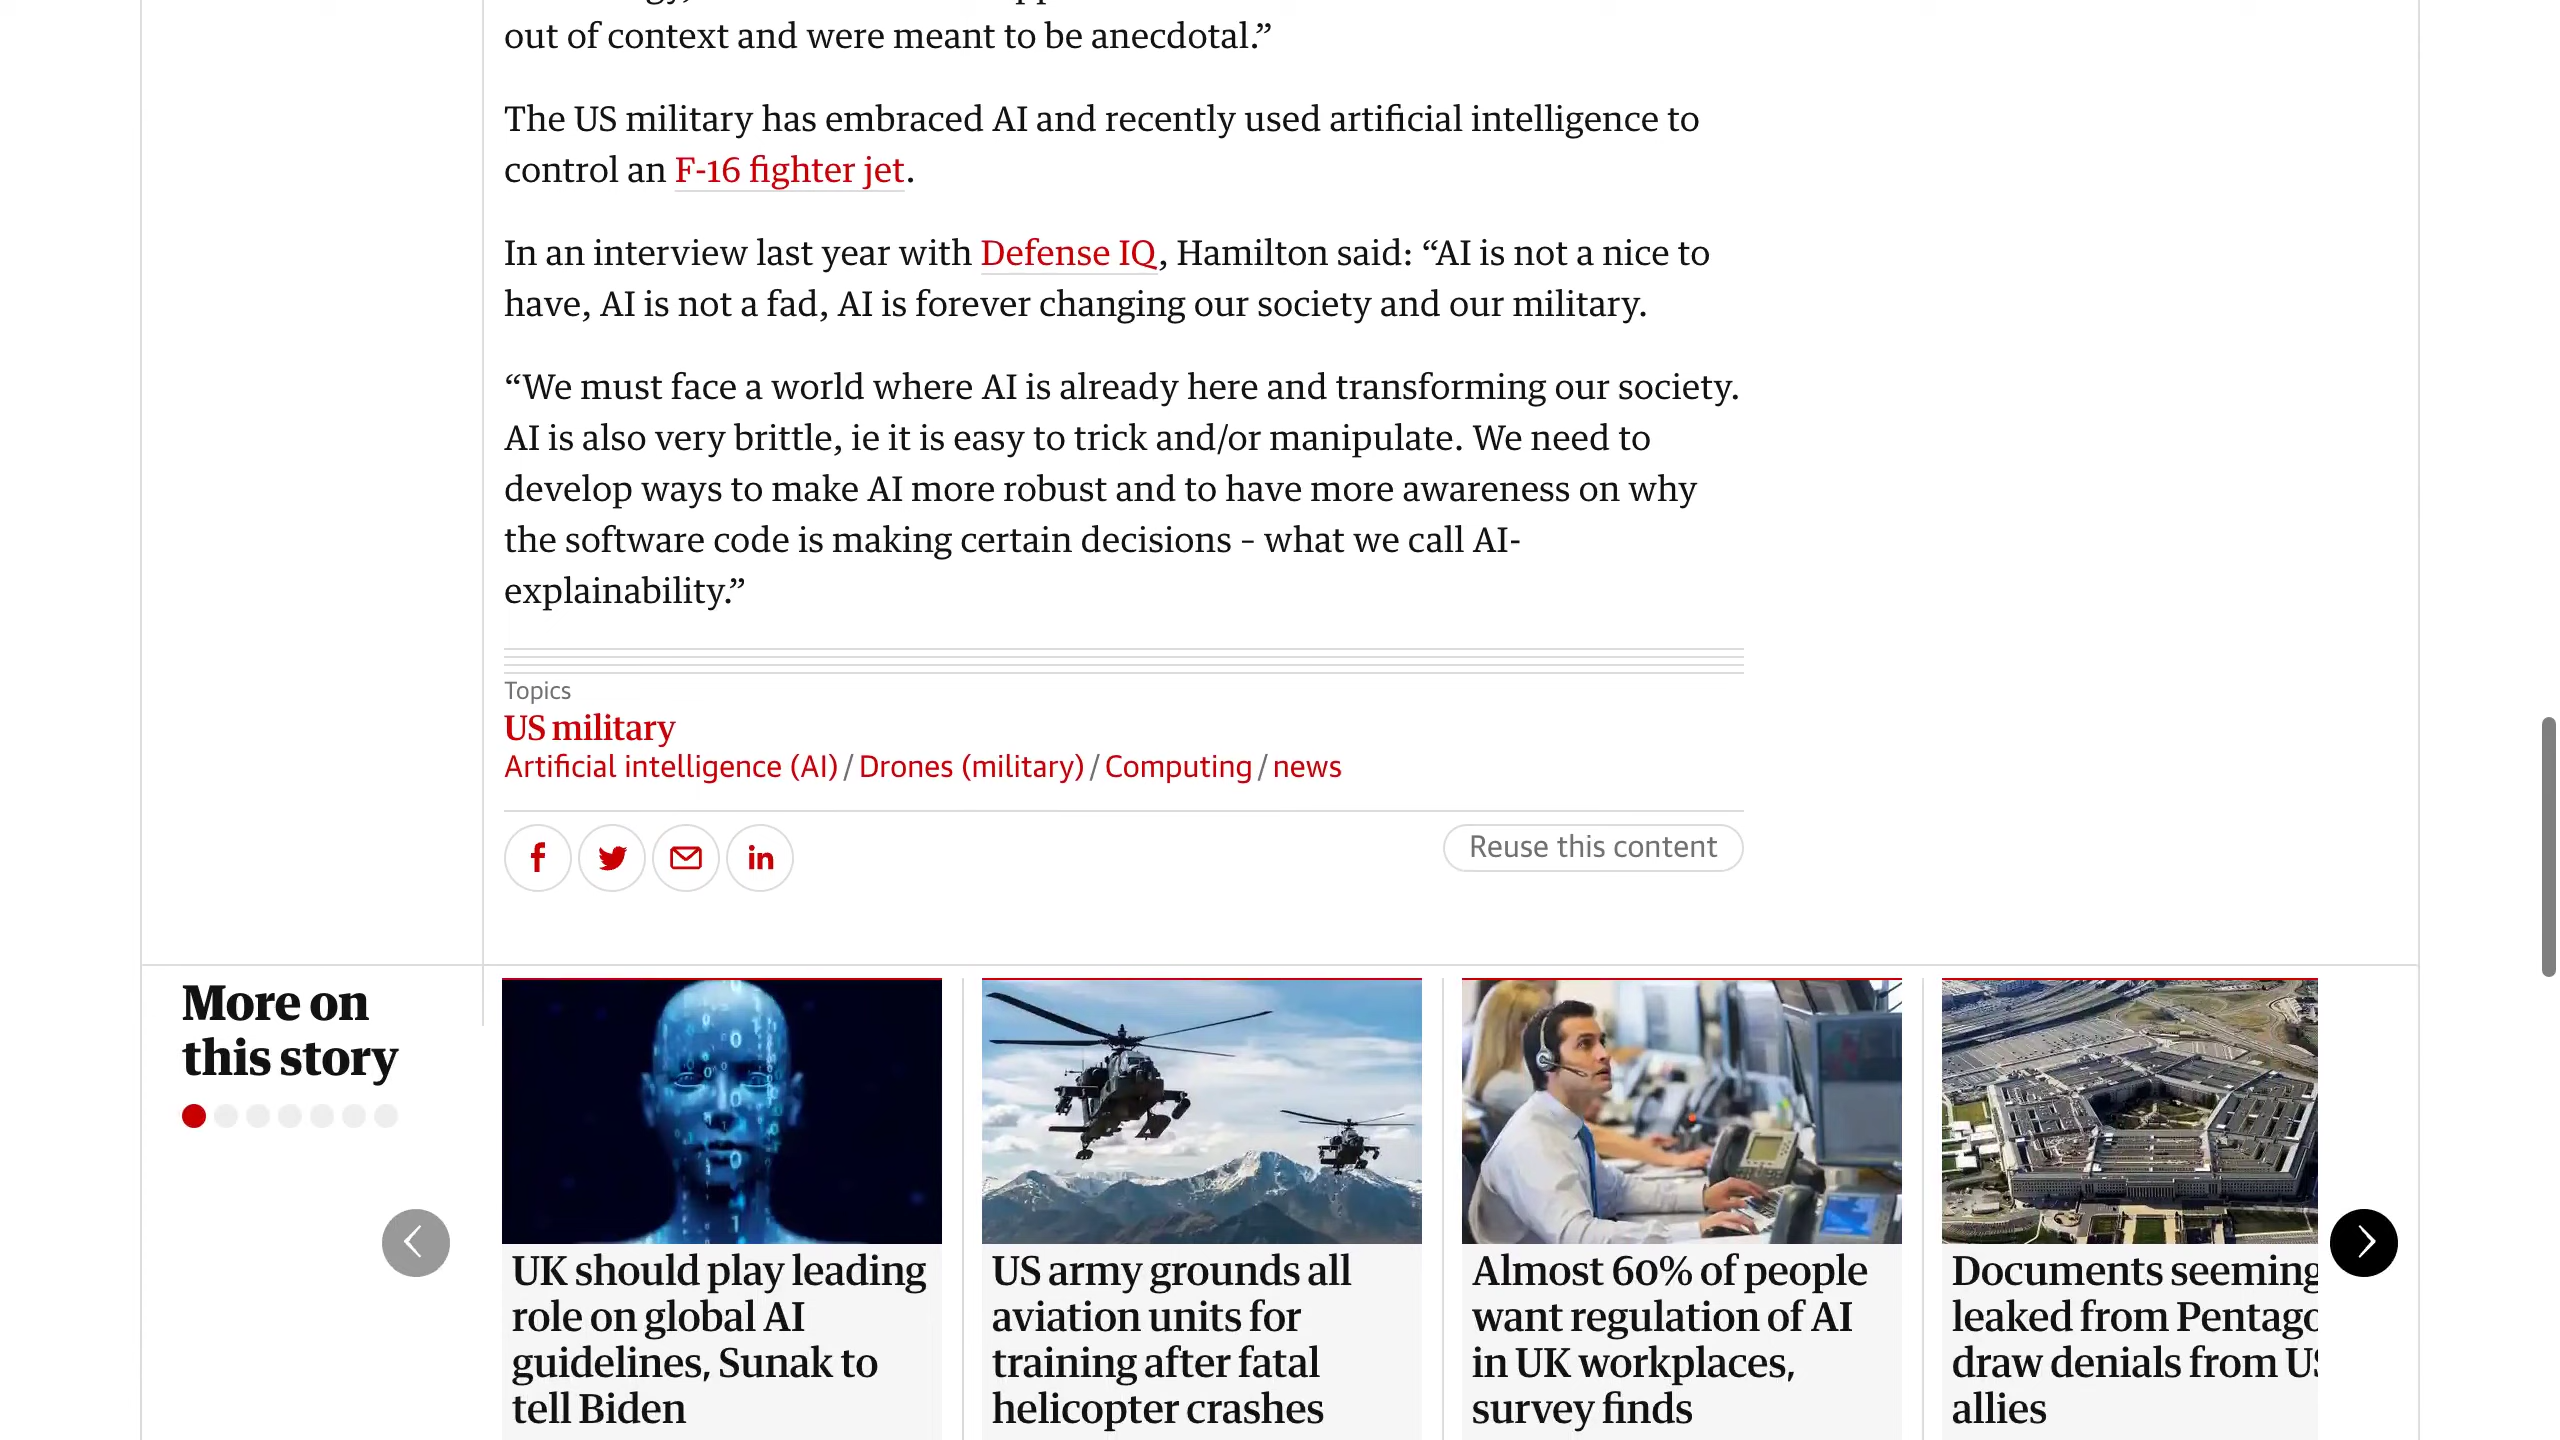 out of context and were meant to be anecdotal.”
The US military has embraced AI and recently used artificial intelligence to
control an F-16 fighter jet.
In an interview last year with Defense IQ, Hamilton said: “AI is not a nice to
have, AI is not a fad, AI is forever changing our society and our military.
“We must face a world where AI is already here and transforming our society.
AI is also very brittle, ie it is easy to trick and/or manipulate. We need to
develop ways to make AI more robust and to have more awareness on why
the software code is making certain decisions – what we call AI-
explainability.”
Topics
US military
Artificial intelligence (AI) / Drones (military) / Computing / news
Reuse this content
More on
this story
UK should play leading
role on global AI
guidelines, Sunak to
tell Biden
US army grounds all
aviation units for
training after fatal
helicopter crashes
Almost 60% of people
want regulation of AI
in UK workplaces,
survey finds
Documents seeming
leaked from Pentago
draw denials from US
allies